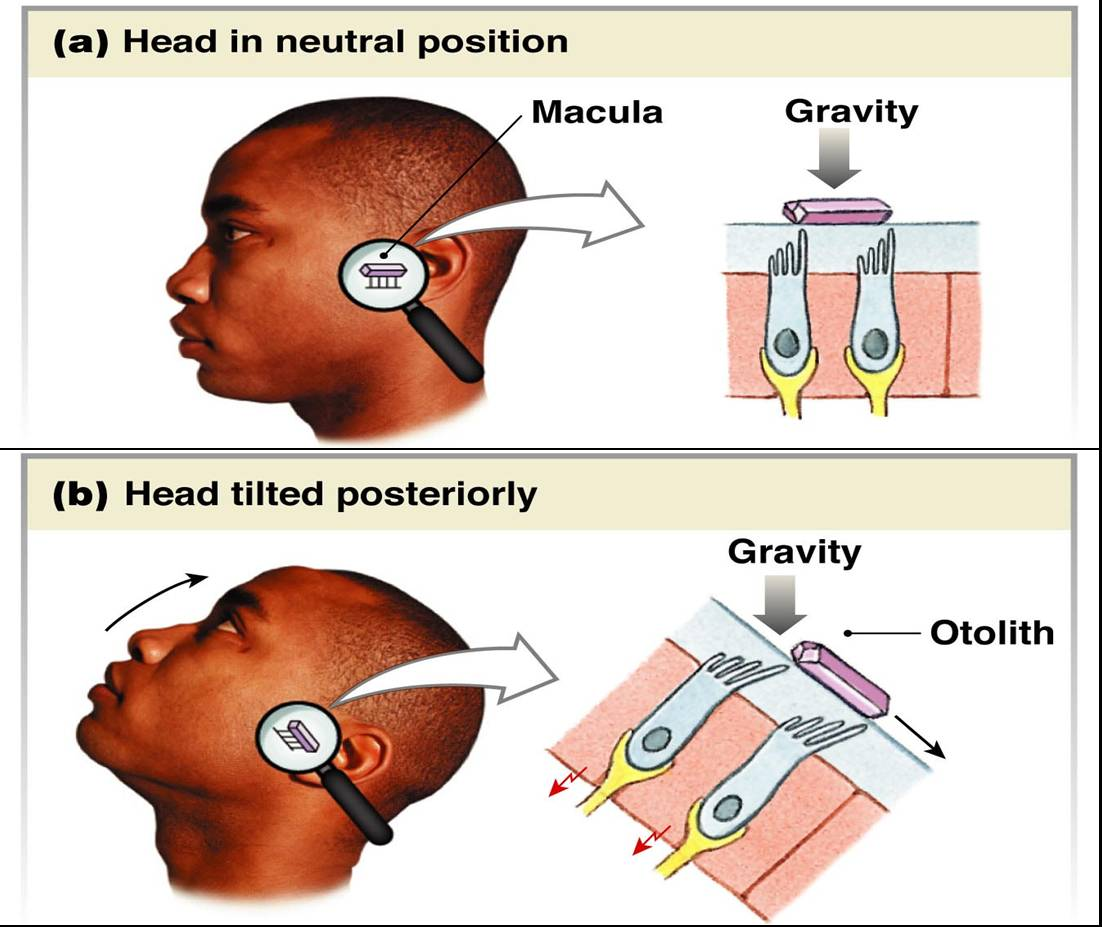 (a) Head in neutral position
Macula
Gravity
(b) Head tilted posteriorly
Gravity
Otolith